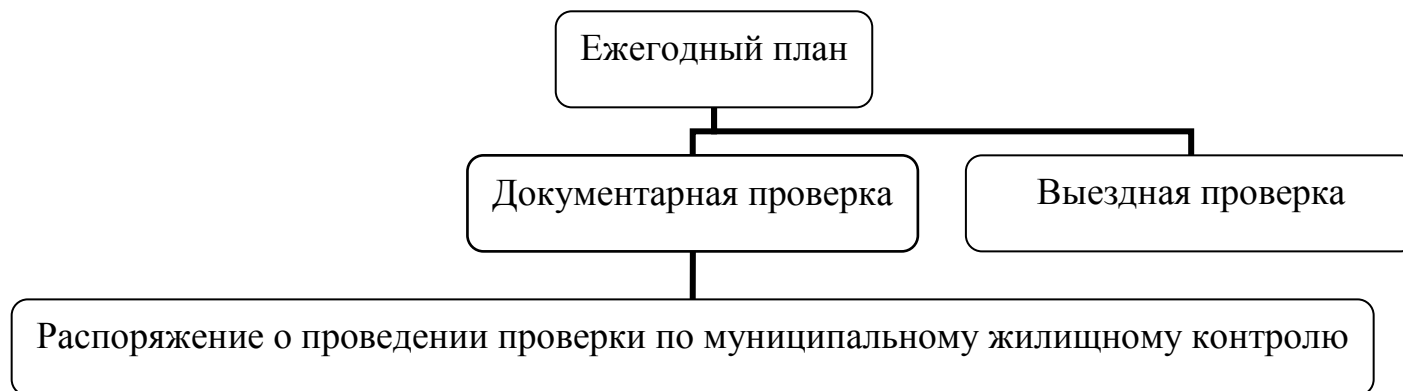 Ежегодный план
Документарная проверка
Выездная проверка
Распоряжение о проведении проверки по муниципальному жилищному контролю